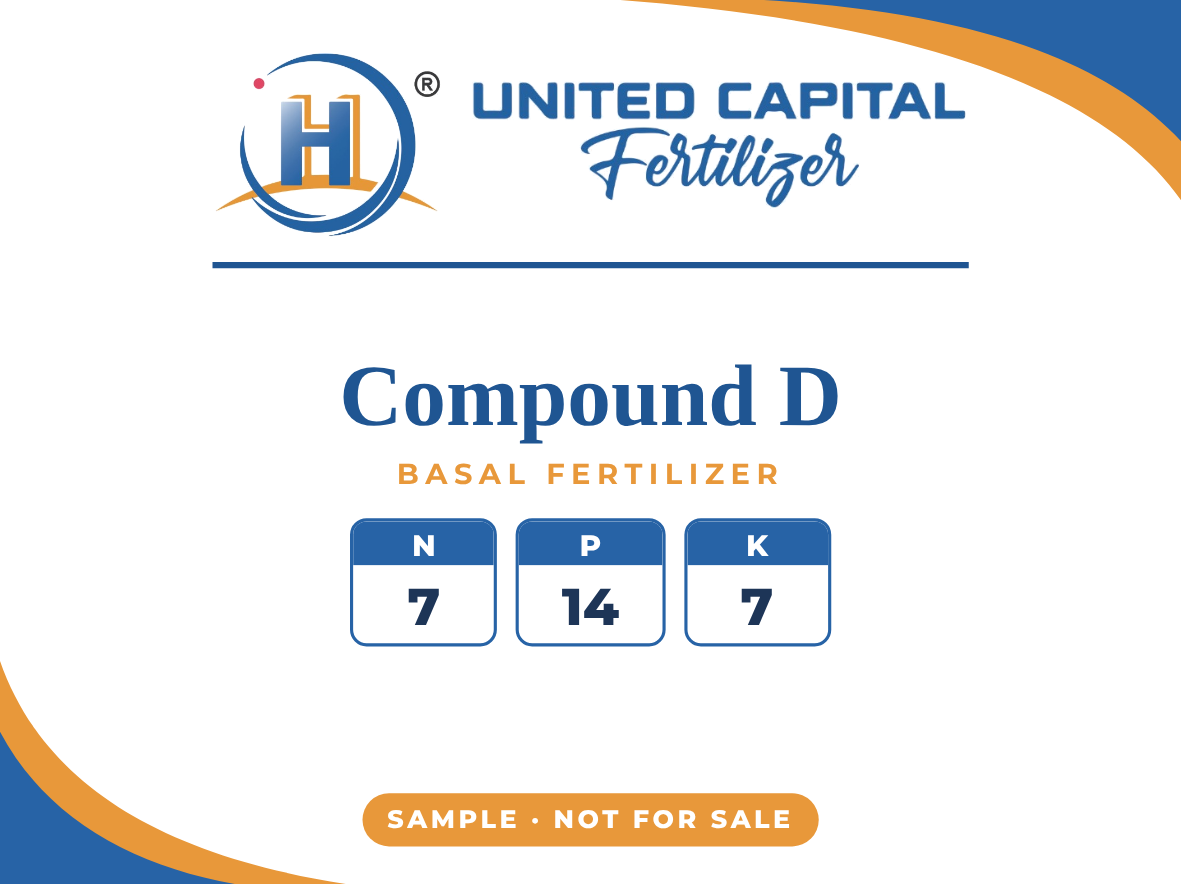 H ®
UNITED CAPITAL
Fertilizer
Compound D
BASAL FERTILIZER
N P K
7 14 7
SAMPLE · NOT FOR SALE